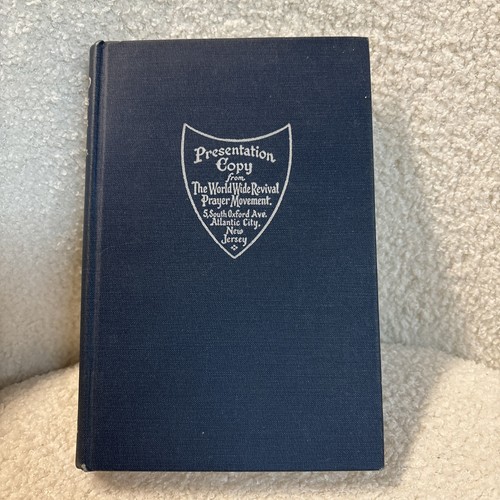 Presentation
Copy
from
The World Wide Revival
Prayer Movement.
5, South Oxford Ave.
Atlantic City,
New
Jersey